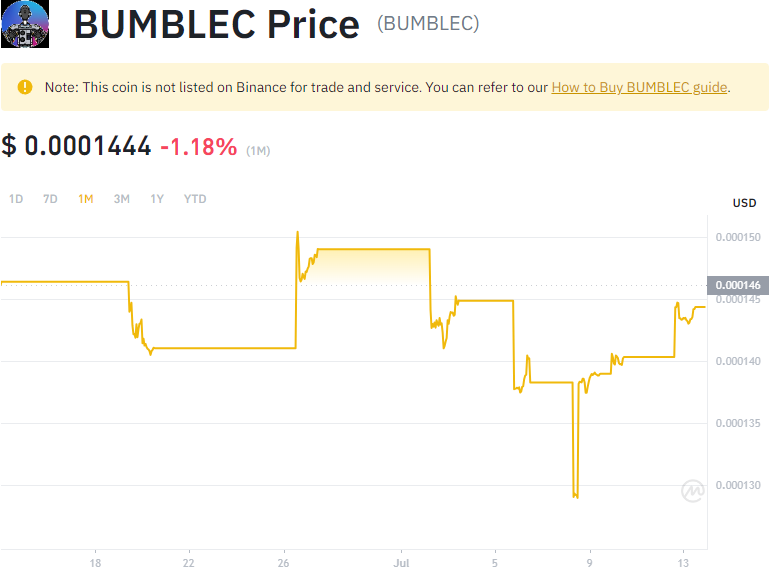 BUMBLEC Price (BUMBLEC)
Note: This coin is not listed on Binance for trade and service. You can refer to our How to Buy BUMBLEC guide.
$ 0.0001444 -1.18% (1M)
1D 7D 1M 3M 1Y YTD
USD
0.000150
0.000146
0.000145
0.000140
0.000135
0.000130
18 22 26 Jul 5 9 13